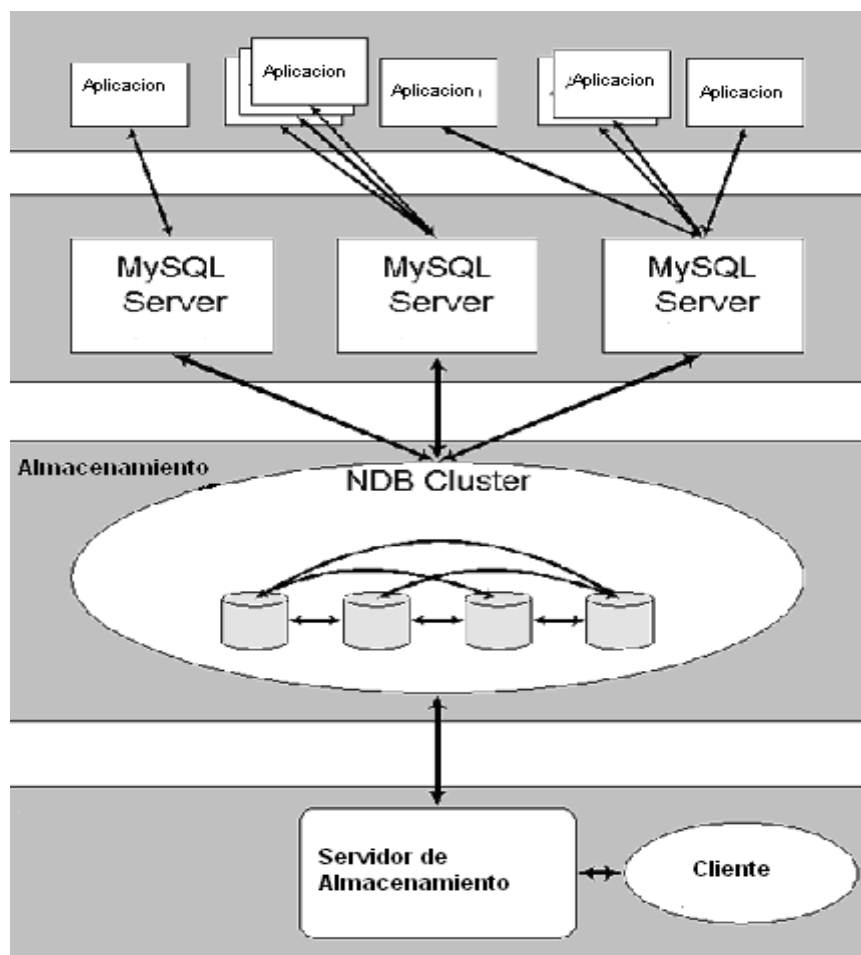 Aplicacion
Aplicacion
Aplicacion
Aplicacion
Aplicacion
MySQL
Server
MySQL
Server
MySQL
Server
Almacenamiento
NDB Cluster
Servidor de
Almacenamiento
Cliente